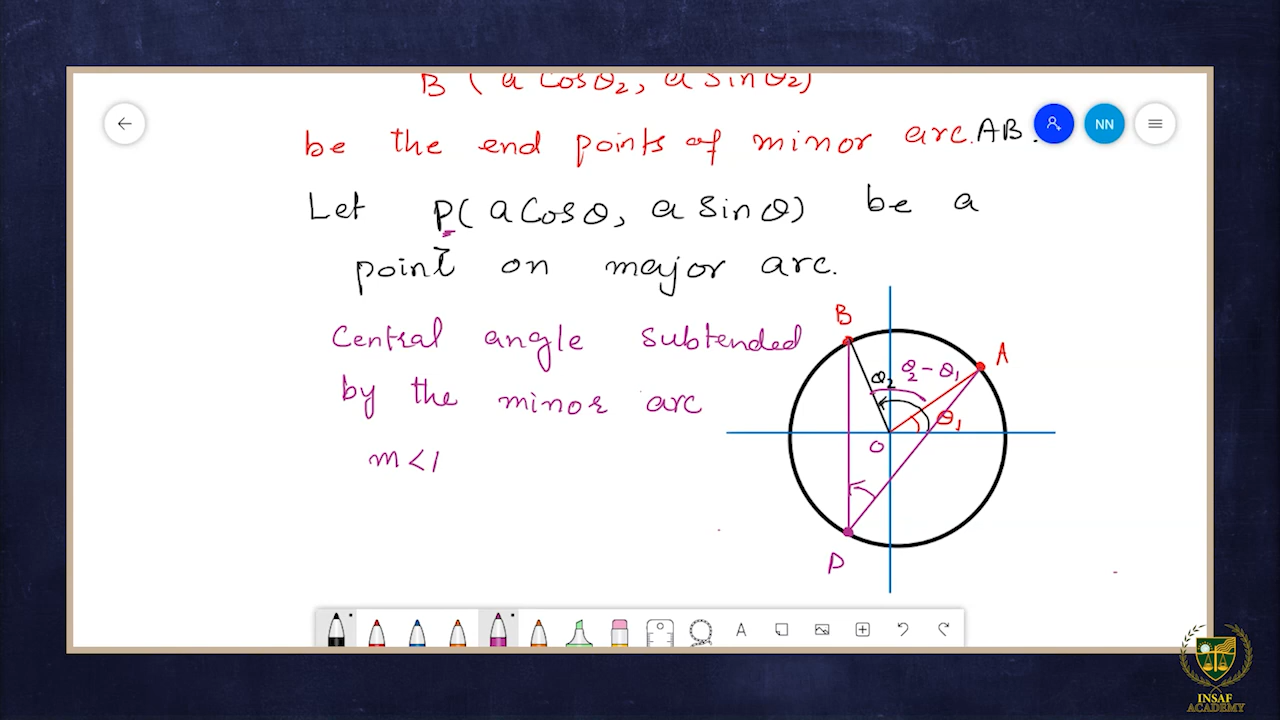 B ( a Cosθ₂, a Sinθ₂)
be the end points of minor arc. AB.
NN
Let P( a Cosθ, a Sinθ) be a
point on major arc.
Central angle subtended
by the minor arc
m<1
B
A
θ₂
θ₂ - θ₁
θ₁
O
P
A
INSAF
ACADEMY